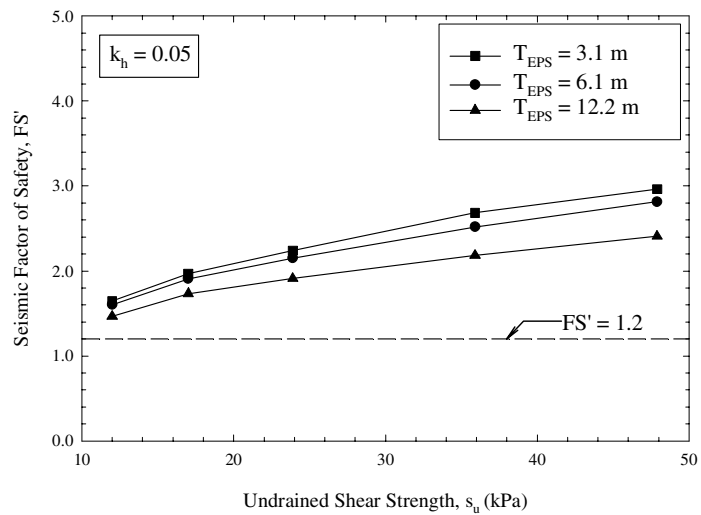 5.0
k_h = 0.05
T_EPS = 3.1 m
T_EPS = 6.1 m
T_EPS = 12.2 m
4.0
3.0
2.0
1.0
0.0
Seismic Factor of Safety, FS'
FS' = 1.2
10 20 30 40 50
Undrained Shear Strength, s_u (kPa)